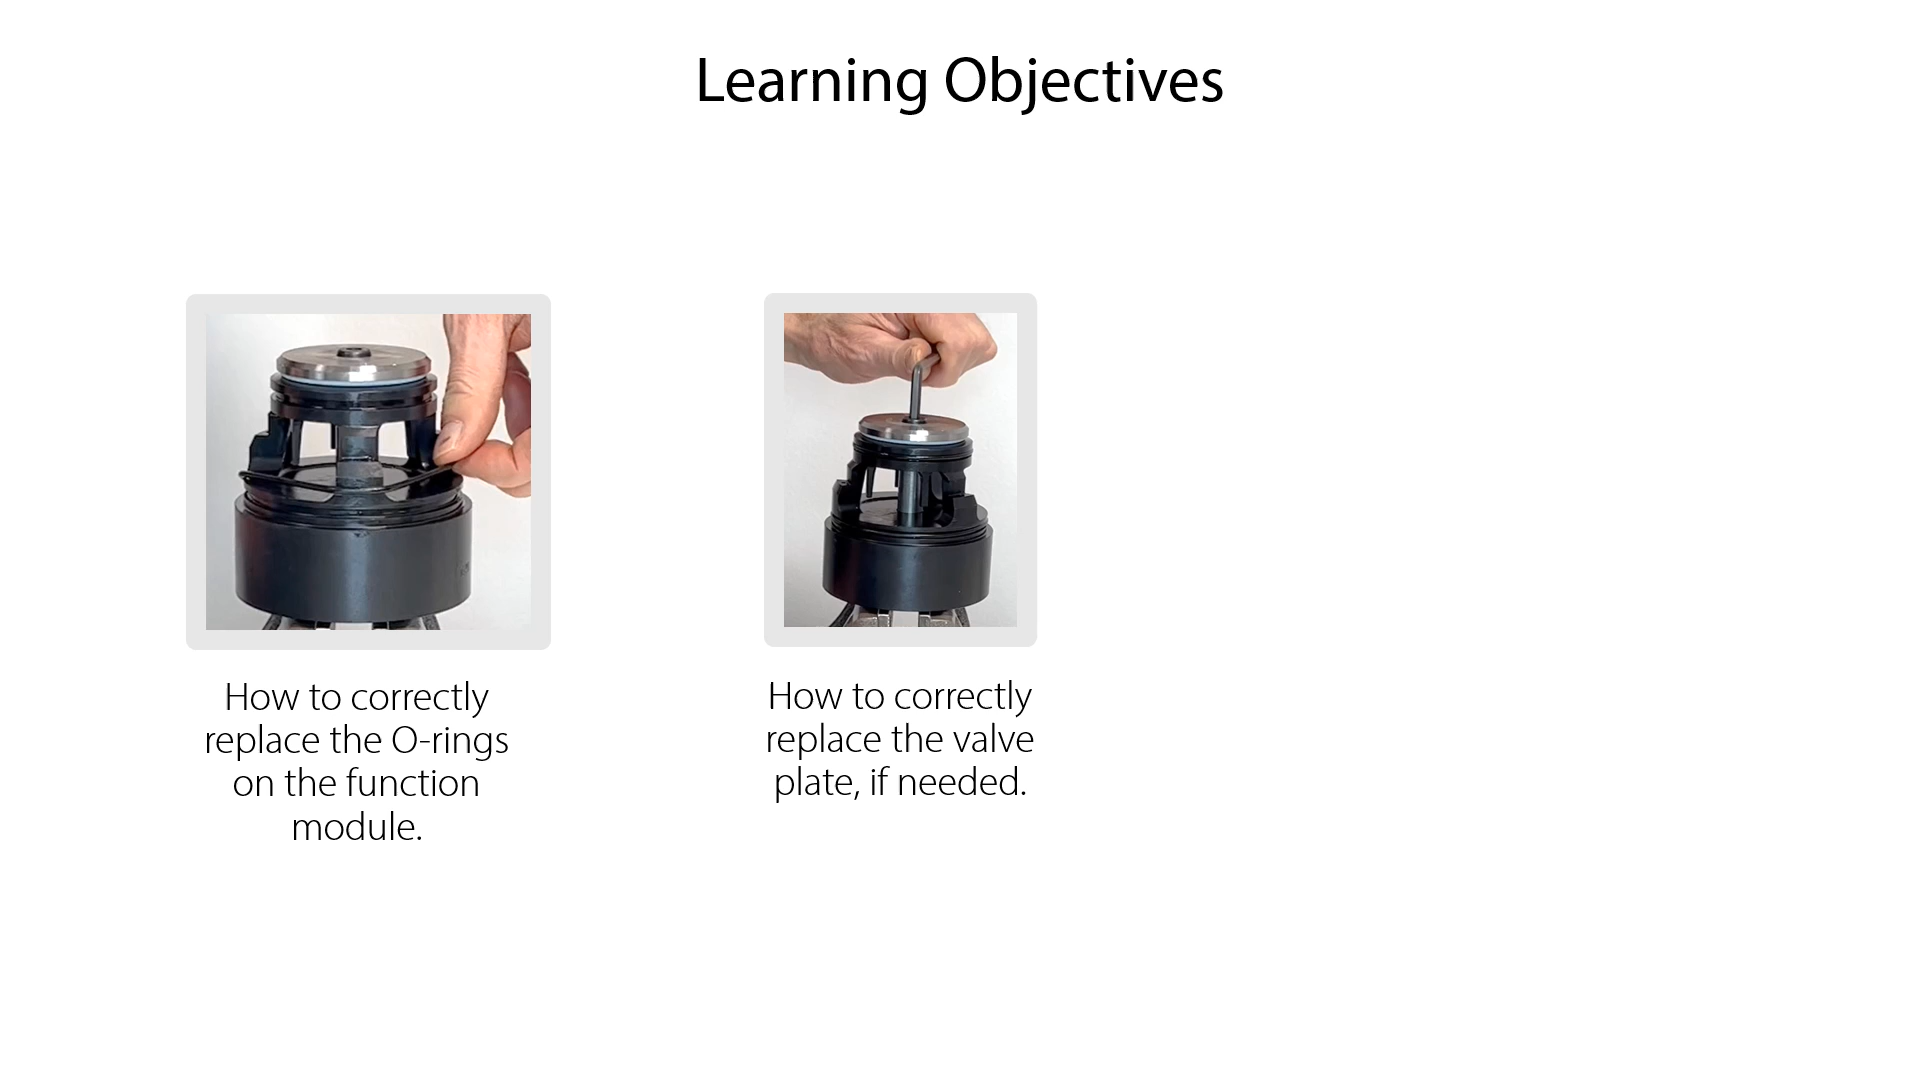 Learning Objectives
How to correctly
replace the O-rings
on the function
module.
How to correctly
replace the valve
plate, if needed.